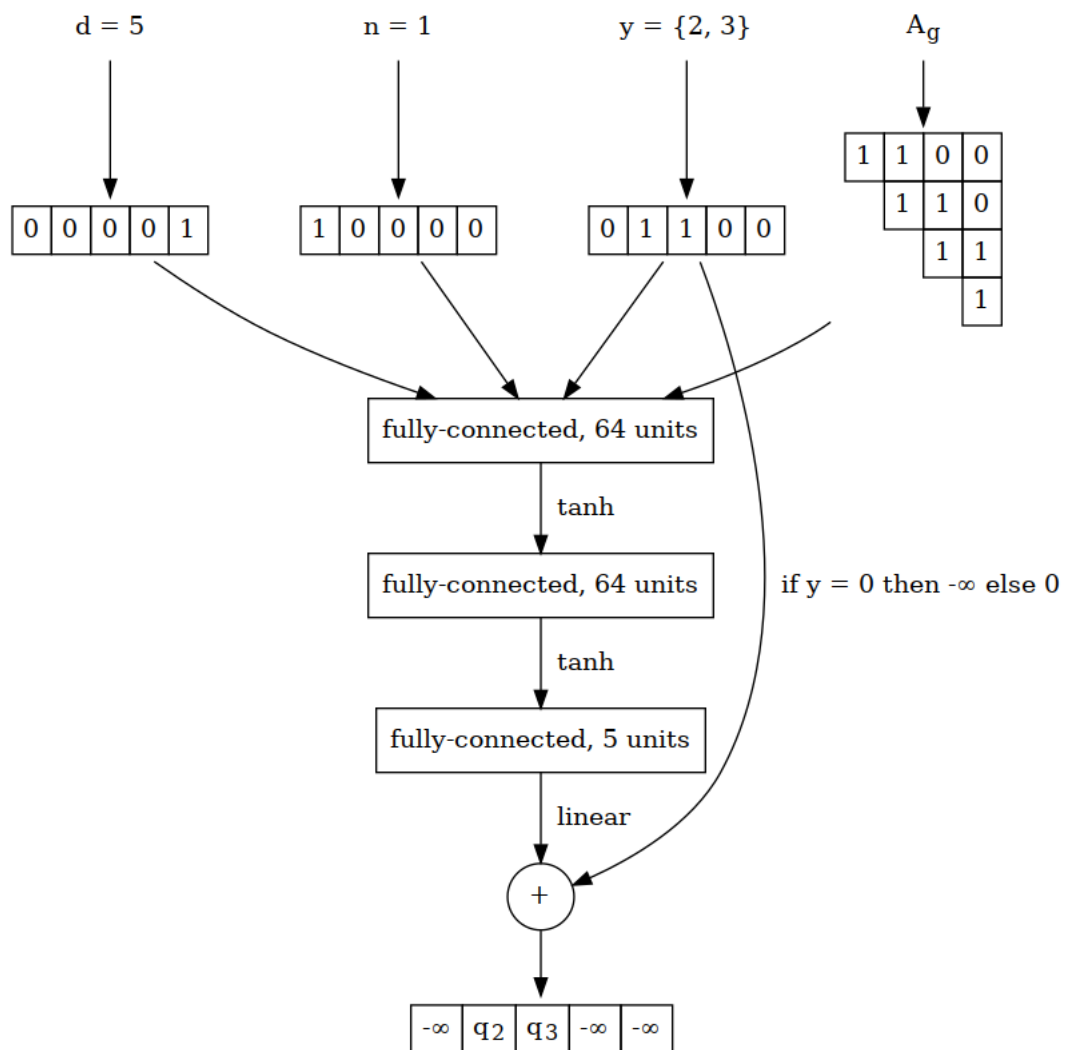 d = 5
n = 1
y = {2, 3}
Ag
1 1 0 0
1 1 0
1 1
1
0 0 0 0 1
1 0 0 0 0
0 1 1 0 0
fully-connected, 64 units
tanh
fully-connected, 64 units
if y = 0 then -∞ else 0
tanh
fully-connected, 5 units
linear
+
-∞ q2 q3 -∞ -∞